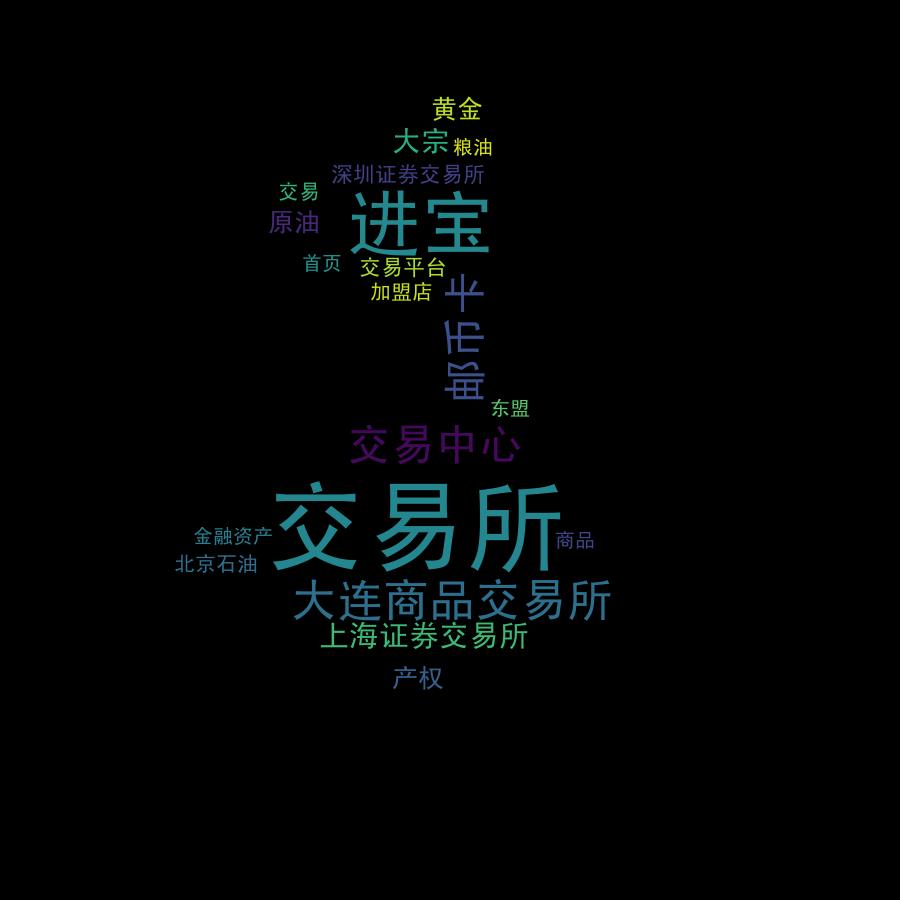 黄金
大宗
粮油
深圳证券交易所
交易
进宝
原油
首页
交易平台
加盟店
邮币卡
东盟
交易中心
交易所
金融资产
商品
北京石油
大连商品交易所
上海证券交易所
产权